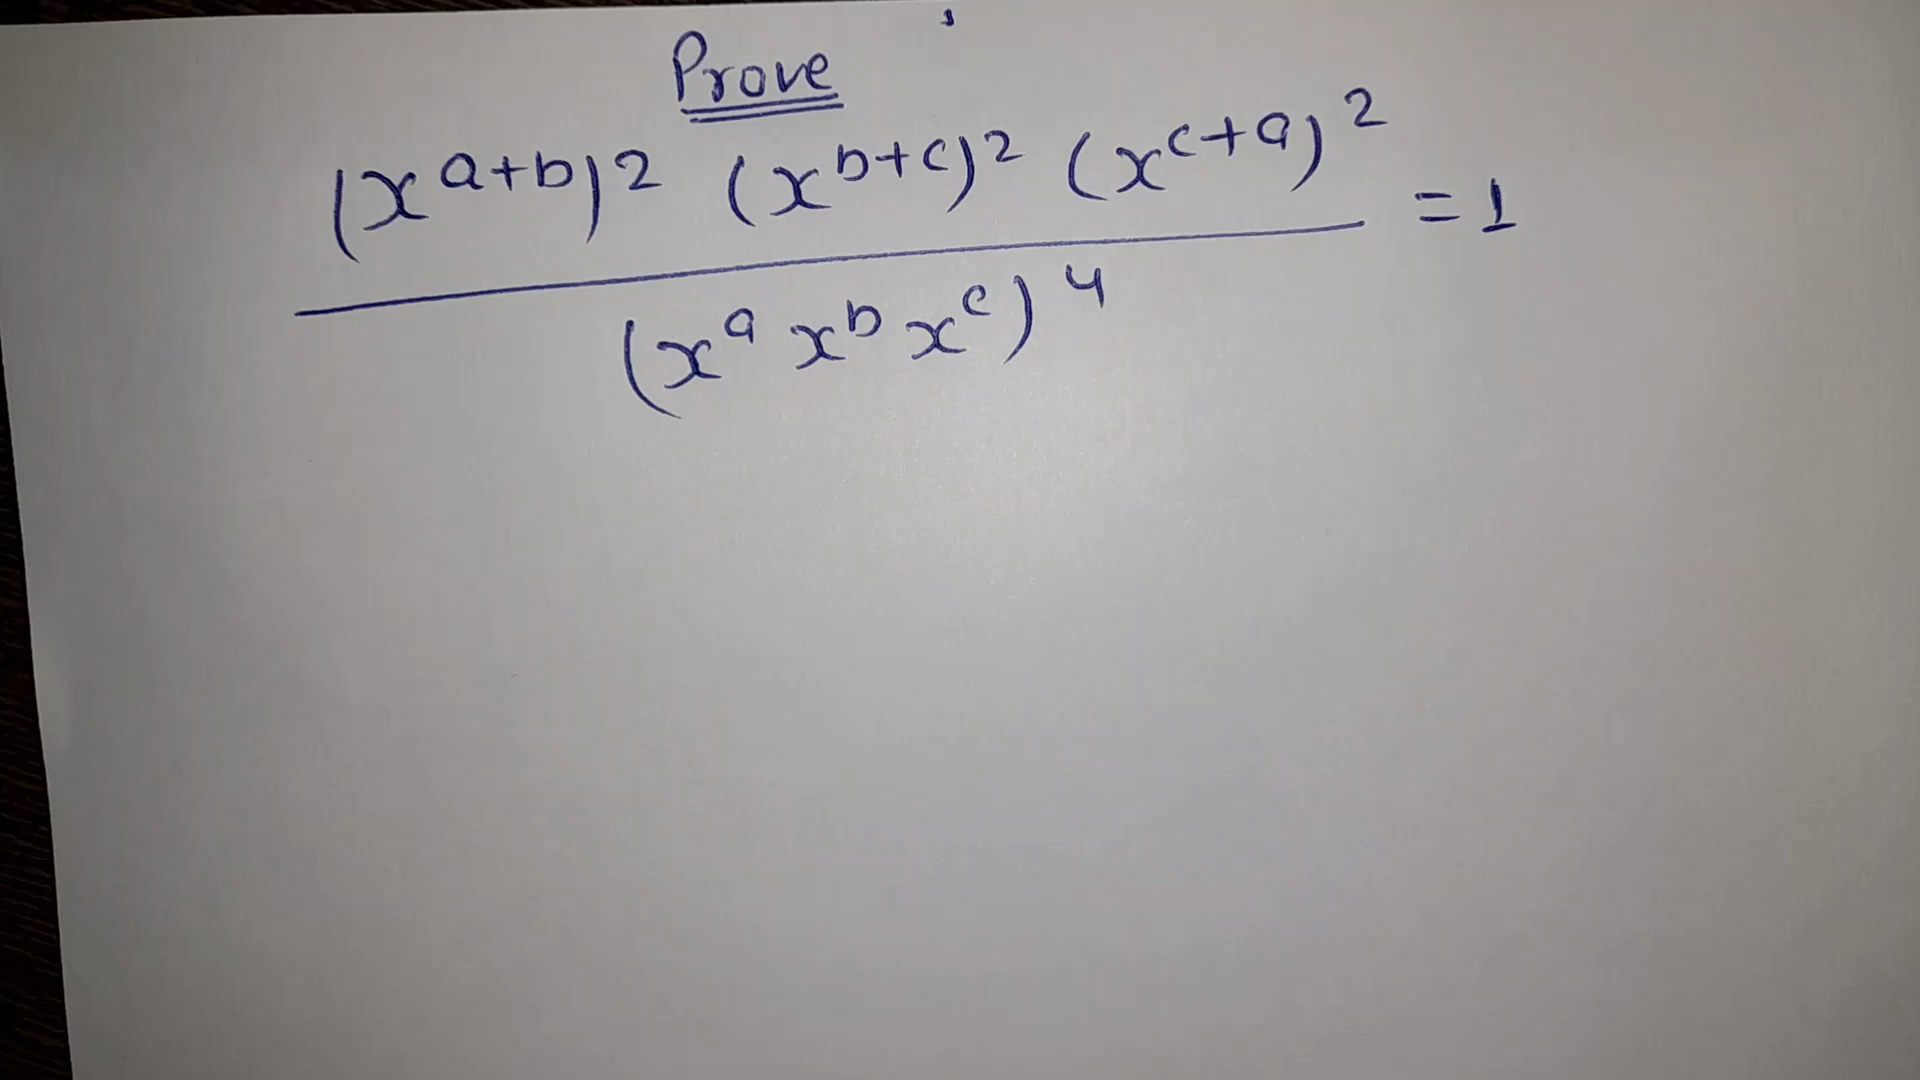 Prove
(x^{a+b})^2 (x^{b+c})^2 (x^{c+a})^2
= 1
(x^a x^b x^c)^4